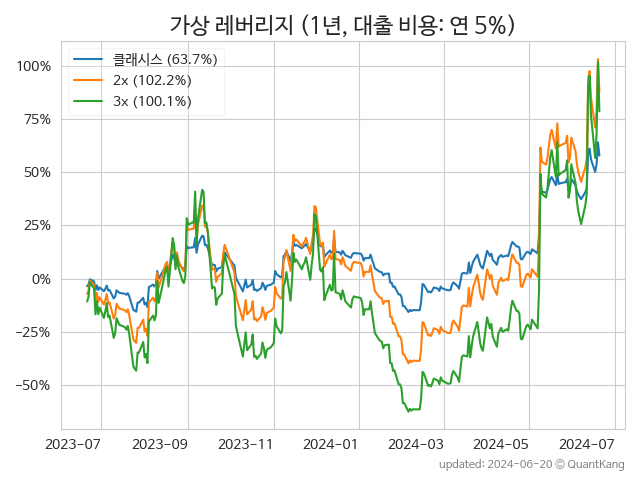 가상 레버리지 (1년, 대출 비용: 연 5%)
클래시스 (63.7%)
2x (102.2%)
3x (100.1%)
100%
75%
50%
25%
0%
−25%
−50%
2023-07
2023-09
2023-11
2024-01
2024-03
2024-05
2024-07
updated: 2024-06-20 © QuantKang